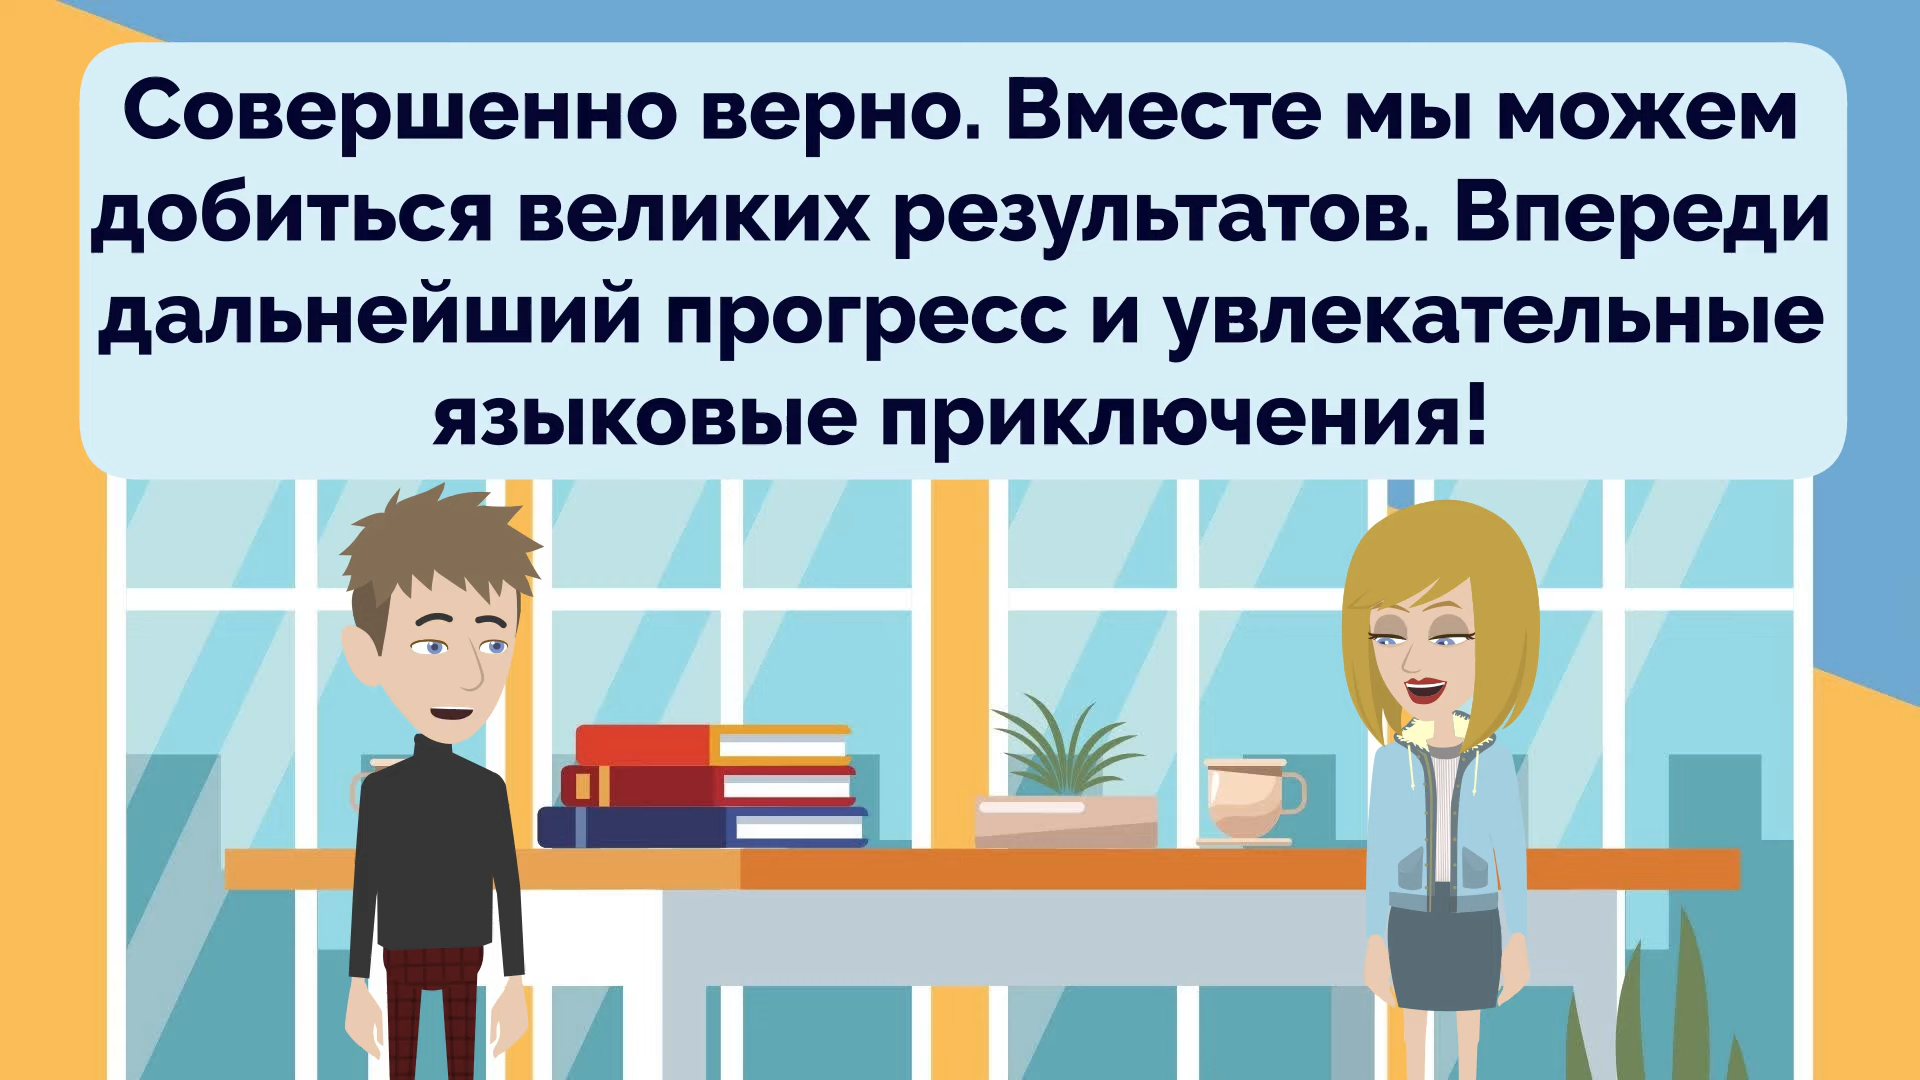 Совершенно верно. Вместе мы можем
добиться великих результатов. Впереди
дальнейший прогресс и увлекательные
языковые приключения!